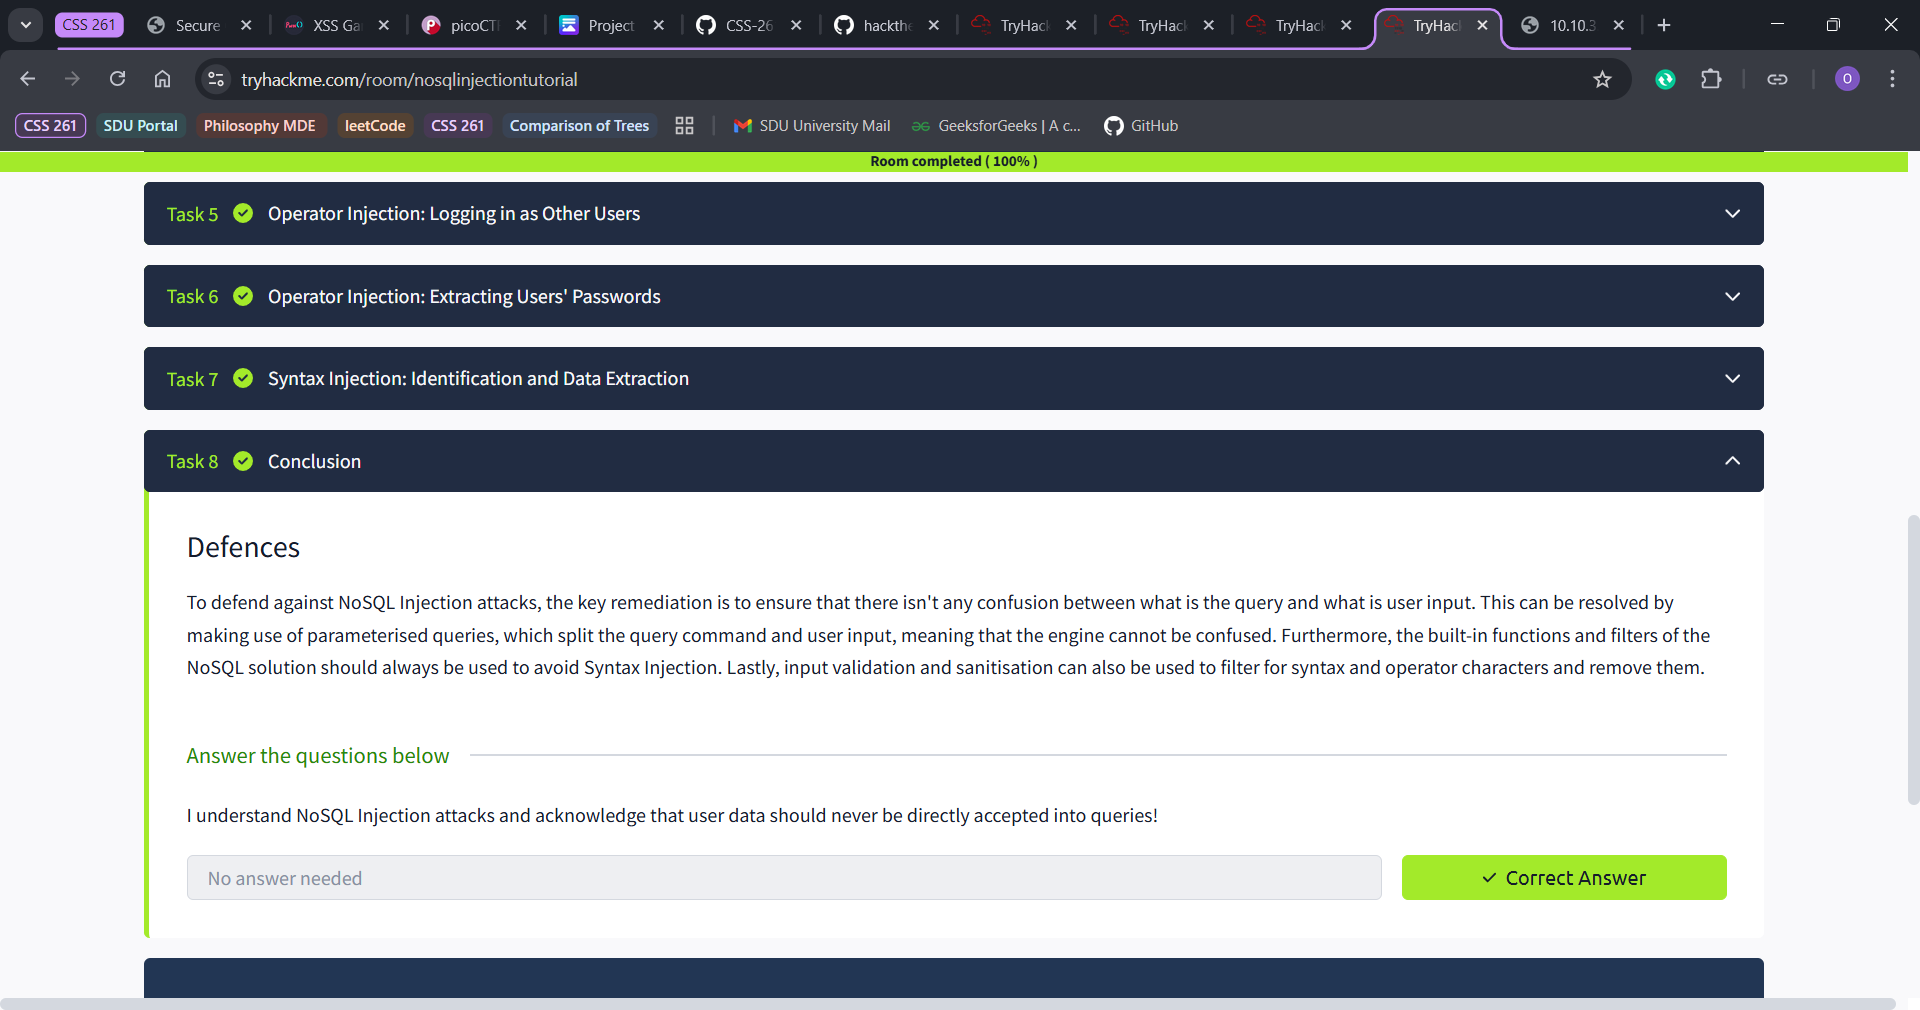 CSS 261
Secure
XSS Ga
picoCTI
Project
CSS-26
hackthe
TryHack
TryHack
TryHack
TryHack
10.10.3
tryhackme.com/room/nosqlinjectiontutorial
O
CSS 261
SDU Portal
Philosophy MDE
leetCode
CSS 261
Comparison of Trees
SDU University Mail
GeeksforGeeks | A c...
GitHub
Room completed ( 100% )
Task 5 Operator Injection: Logging in as Other Users
Task 6 Operator Injection: Extracting Users' Passwords
Task 7 Syntax Injection: Identification and Data Extraction
Task 8 Conclusion
Defences
To defend against NoSQL Injection attacks, the key remediation is to ensure that there isn't any confusion between what is the query and what is user input. This can be resolved by
making use of parameterised queries, which split the query command and user input, meaning that the engine cannot be confused. Furthermore, the built-in functions and filters of the
NoSQL solution should always be used to avoid Syntax Injection. Lastly, input validation and sanitisation can also be used to filter for syntax and operator characters and remove them.
Answer the questions below
I understand NoSQL Injection attacks and acknowledge that user data should never be directly accepted into queries!
No answer needed
Correct Answer